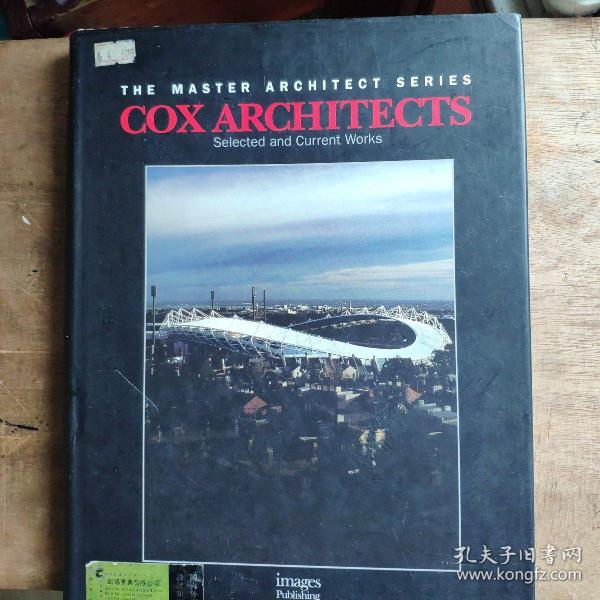 THE MASTER ARCHITECT SERIES
COX ARCHITECTS
Selected and Current Works
images
Publishing
孔夫子旧书网
www.kongfz.com